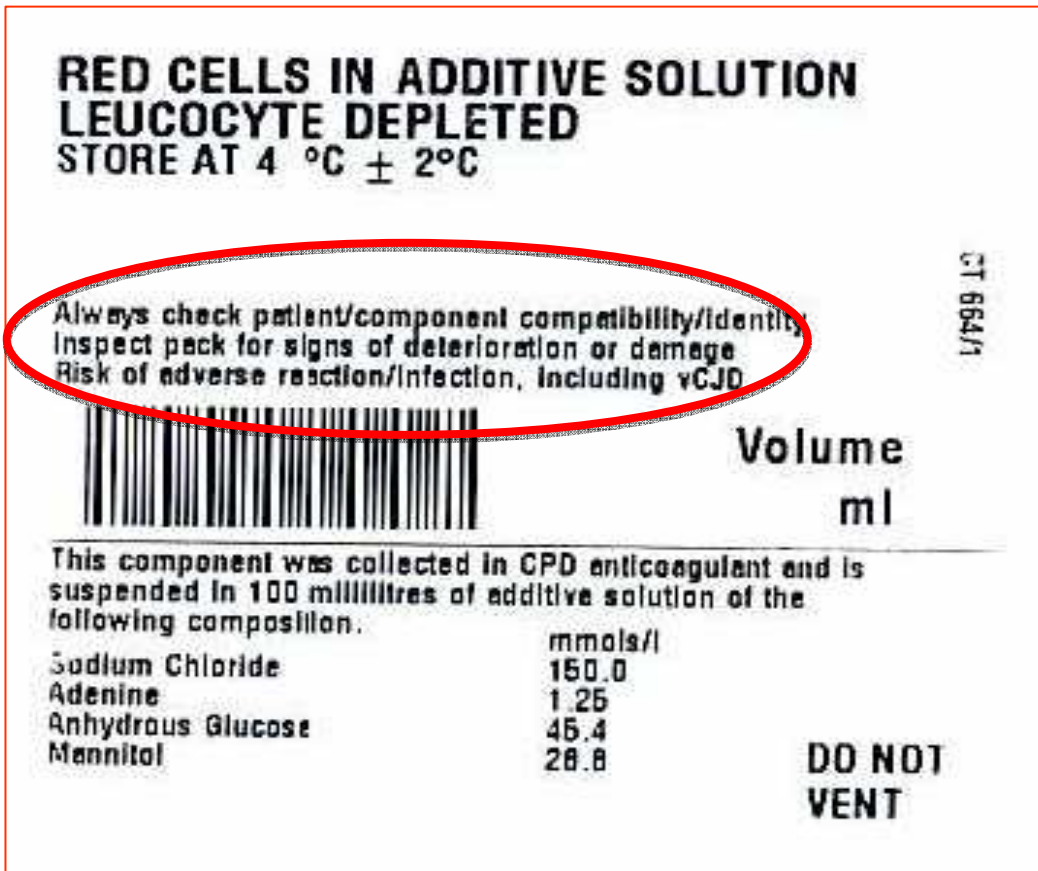 RED CELLS IN ADDITIVE SOLUTION
LEUCOCYTE DEPLETED
STORE AT 4 °C ± 2°C
CT 664/1
Always check patient/component compatibility/identity
Inspect pack for signs of deterioration or damage
Risk of adverse reaction/infection, including vCJD
Volume
ml
This component was collected in CPD anticoagulant and is
suspended in 100 millilitres of additive solution of the
following composition.
mmols/l
Sodium Chloride 150.0
Adenine 1.25
Anhydrous Glucose 45.4
Mannitol 28.8
DO NOT
VENT